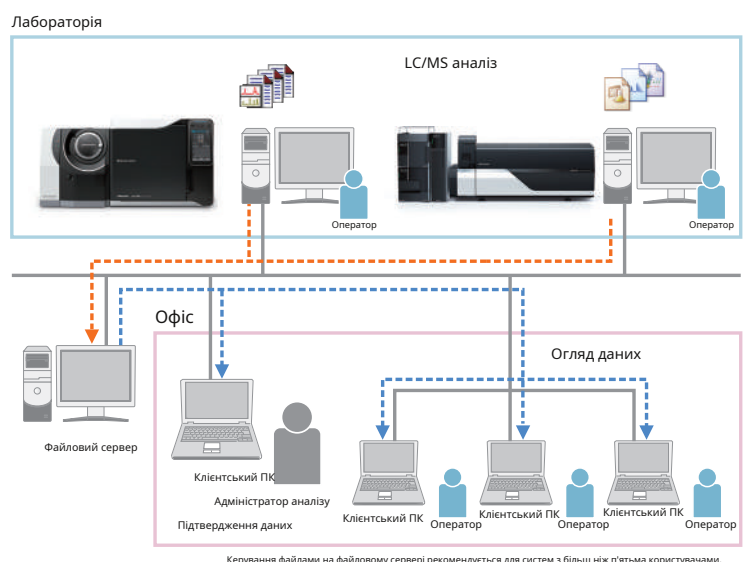 Лабораторія
LC/MS аналіз
Оператор
Оператор
Офіс
Огляд даних
Файловий сервер
Клієнтський ПК
Адміністратор аналізу
Підтвердження даних
Клієнтський ПК
Оператор
Клієнтський ПК
Оператор
Клієнтський ПК
Оператор
Керування файлами на файловому сервері рекомендується для систем з більш ніж п'ятьма користувачами.